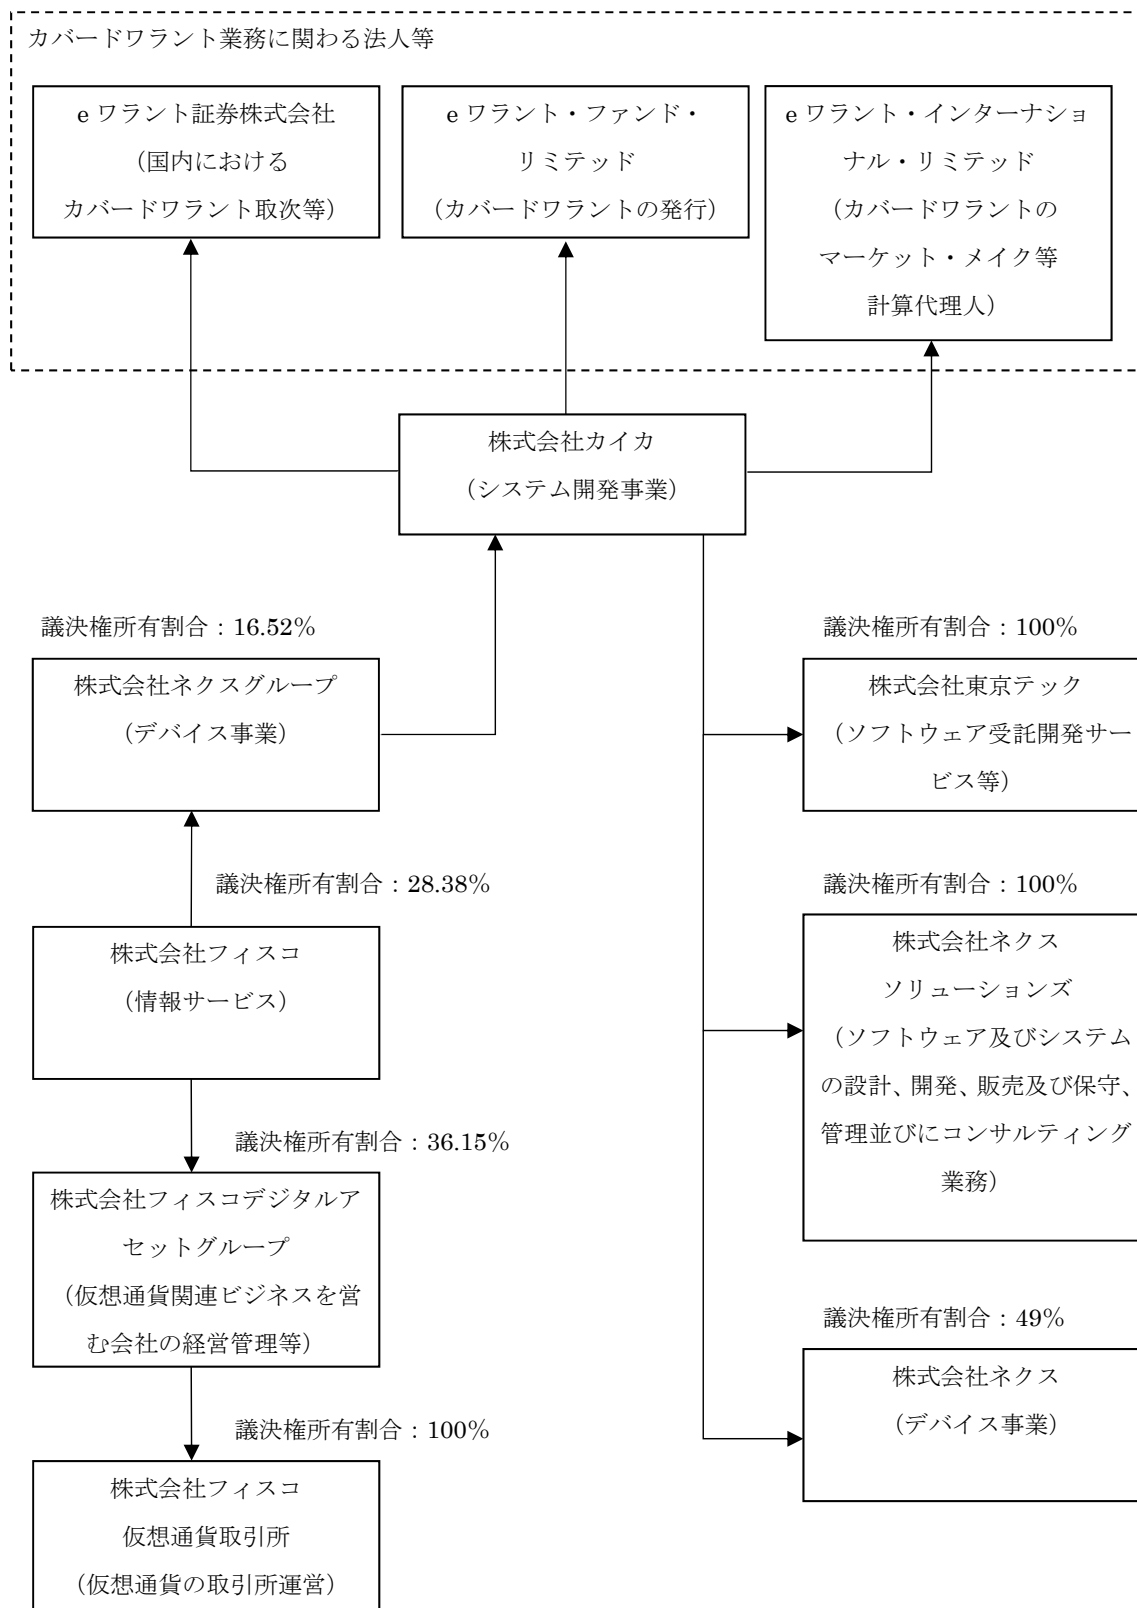 カバードワラント業務に関わる法人等
e ワラント証券株式会社
（国内における
カバードワラント取次等）
e ワラント・ファンド・
リミテッド
（カバードワラントの発行）
e ワラント・インターナショ
ナル・リミテッド
（カバードワラントの
マーケット・メイク等
計算代理人）
株式会社カイカ
（システム開発事業）
議決権所有割合：16.52%
株式会社ネクスグループ
（デバイス事業）
議決権所有割合：28.38%
株式会社フィスコ
（情報サービス）
議決権所有割合：36.15%
株式会社フィスコデジタルア
セットグループ
（仮想通貨関連ビジネスを営
む会社の経営管理等）
議決権所有割合：100%
株式会社フィスコ
仮想通貨取引所
（仮想通貨の取引所運営）
議決権所有割合：100%
株式会社東京テック
（ソフトウェア受託開発サー
ビス等）
議決権所有割合：100%
株式会社ネクス
ソリューションズ
（ソフトウェア及びシステム
の設計、開発、販売及び保守、
管理並びにコンサルティング
業務）
議決権所有割合：49%
株式会社ネクス
（デバイス事業）